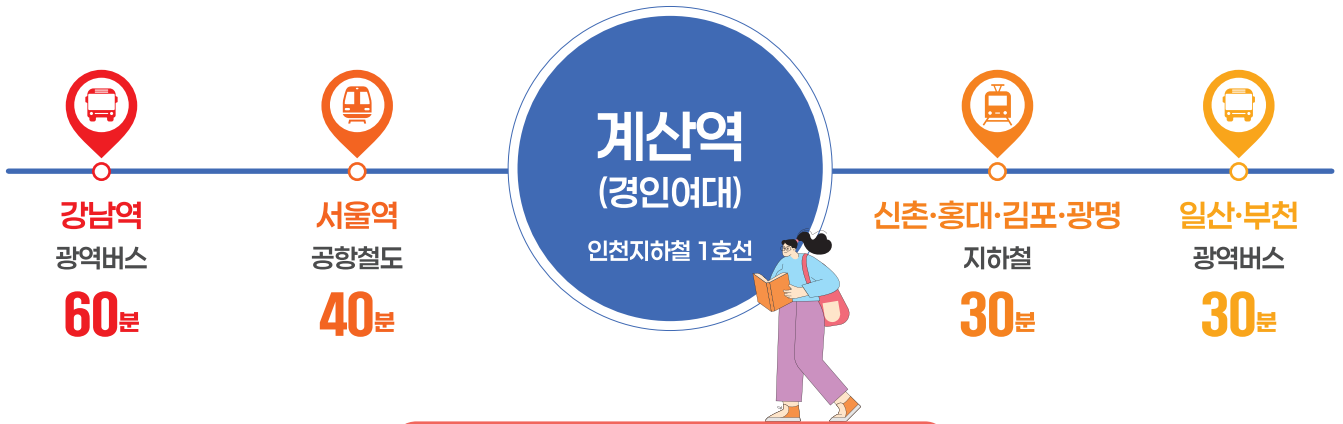 계산역
(경인여대)
인천지하철 1호선
강남역
광역버스
60분
서울역
공항철도
40분
신촌·홍대·김포·광명
지하철
30분
일산·부천
광역버스
30분